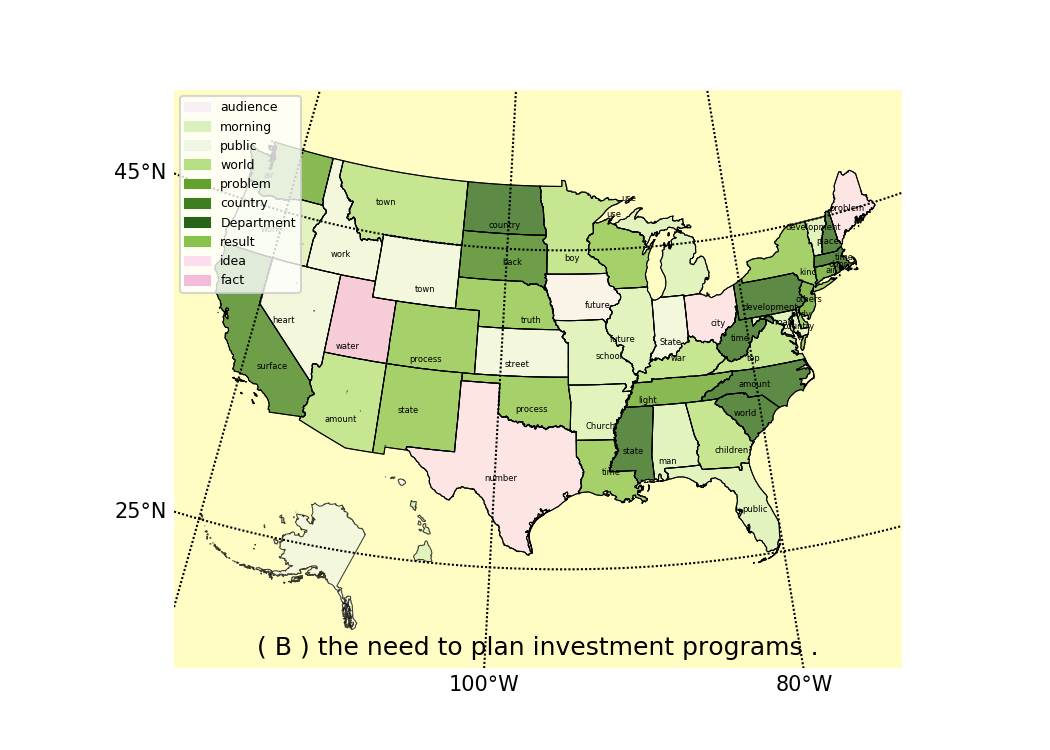 audience
morning
public
world
problem
country
Department
result
idea
fact
45°N
25°N
100°W
80°W
air
town
country
back
work
town
heart
water
surface
process
amount
state
truth
street
process
number
boy
use
use
future
future
school
State
war
city
Church
time
state
man
light
children
public
world
amount
top
time
development
development
place
problem
time
kind
air
others
country
( B ) the need to plan investment programs .